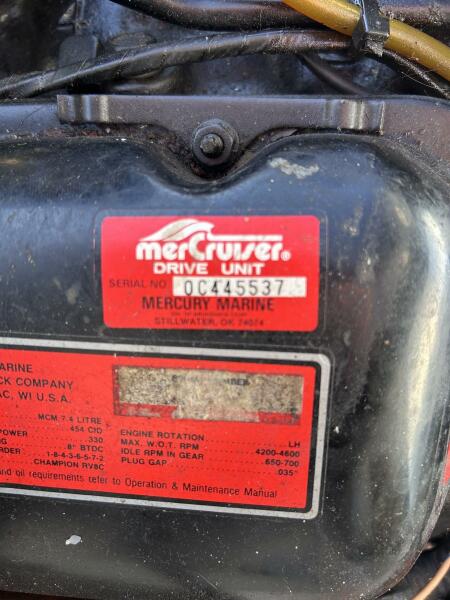 merCruiser®
DRIVE UNIT
SERIAL NO 0C445537
MERCURY MARINE
STILLWATER, OK 74074
ARINE
CK COMPANY
AC, WI U.S.A.
MCM 7.4 LITRE
454 CID
POWER 330
NG 8° BTDC
RDER 1-8-4-3-6-5-7-2
CHAMPION RV8C
ENGINE ROTATION LH
MAX. W.O.T. RPM 4200-4600
IDLE RPM IN GEAR 650-700
PLUG GAP .035"
and oil requirements refer to Operation & Maintenance Manual